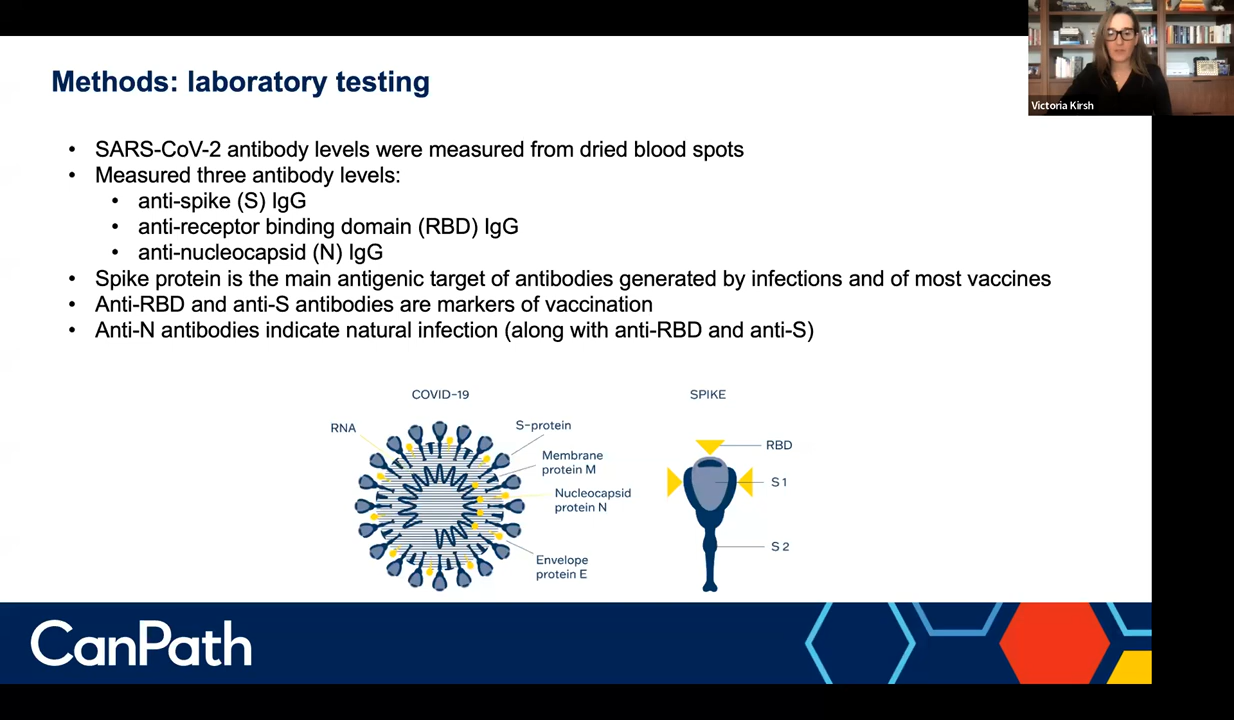 Victoria Kirsh
Methods: laboratory testing
• SARS-CoV-2 antibody levels were measured from dried blood spots
• Measured three antibody levels:
• anti-spike (S) IgG
• anti-receptor binding domain (RBD) IgG
• anti-nucleocapsid (N) IgG
• Spike protein is the main antigenic target of antibodies generated by infections and of most vaccines
• Anti-RBD and anti-S antibodies are markers of vaccination
• Anti-N antibodies indicate natural infection (along with anti-RBD and anti-S)
COVID-19
RNA
S-protein
Membrane
protein M
Nucleocapsid
protein N
Envelope
protein E
SPIKE
RBD
S 1
S 2
CanPath